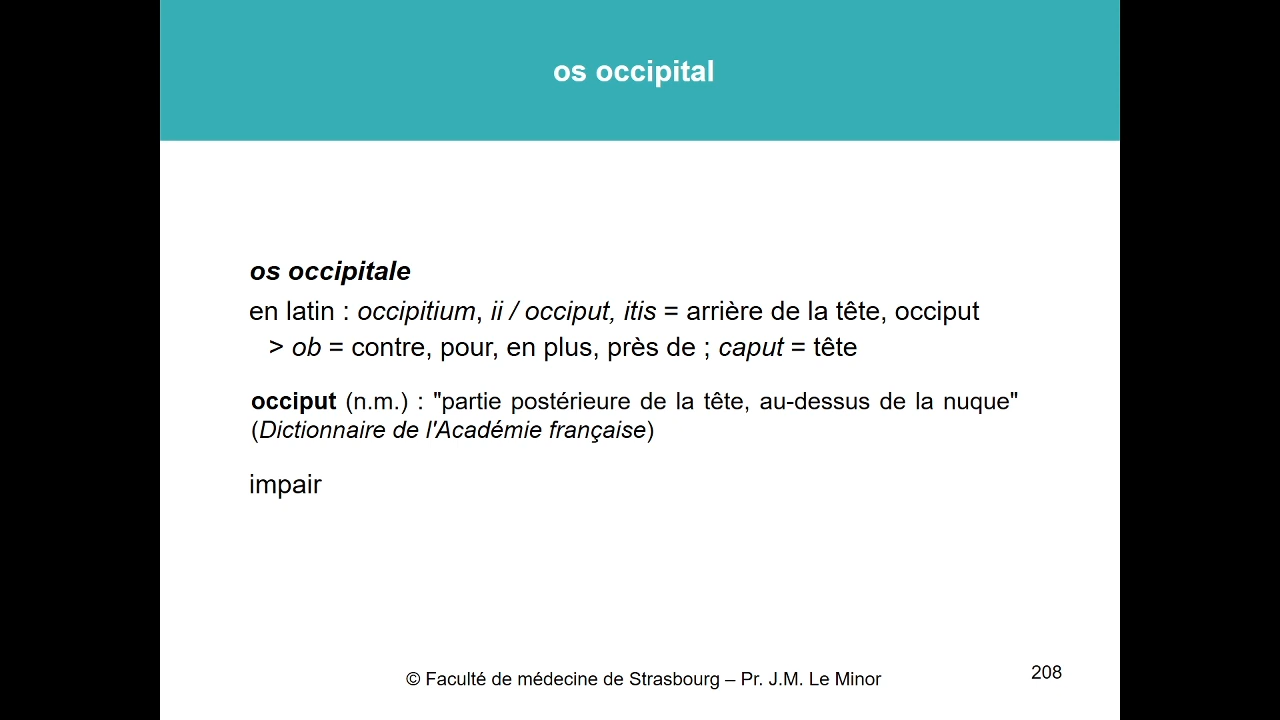 os occipital
os occipitale
en latin : occipitium, ii / occiput, itis = arrière de la tête, occiput
> ob = contre, pour, en plus, près de ; caput = tête
occiput (n.m.) : "partie postérieure de la tête, au-dessus de la nuque"
(Dictionnaire de l'Académie française)
impair
© Faculté de médecine de Strasbourg – Pr. J.M. Le Minor
208